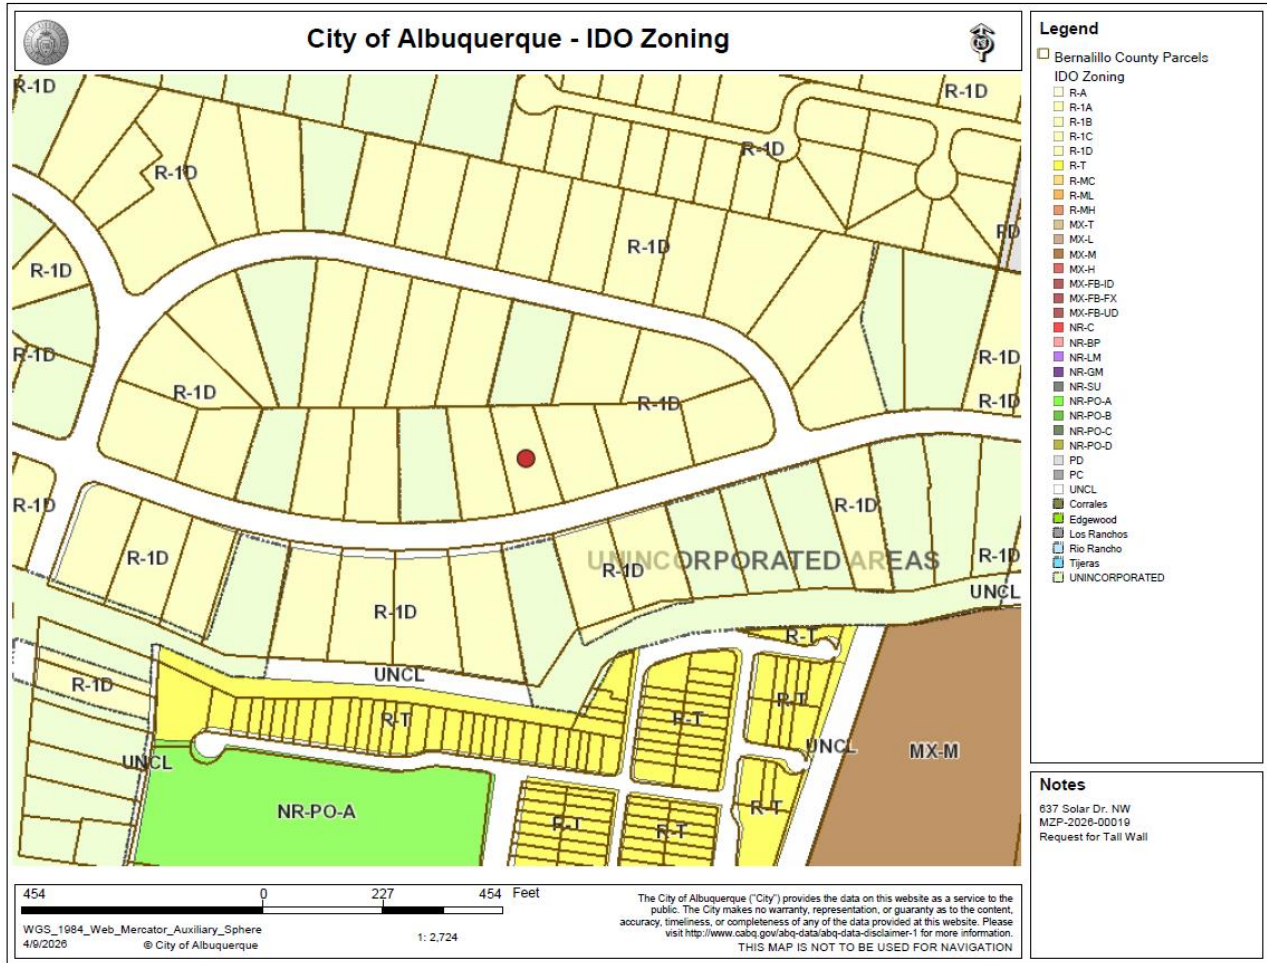 City of Albuquerque - IDO Zoning
R-1D
R-1D
R-1D
R-1D
R-1D
PD
R-1D
R-1D
R-1D
R-1D
R-1D
R-1D
R-1D
R-1D
R-1D
R-1D
UNINCORPORATED AREAS
R-1D
R-1D
R-1D
UNCL
R-T
UNCL
R-1D
R-T
R-T
R-T
UNCL
MX-M
UNCL
NR-PO-A
R-T
R-T
R-T
Legend
Bernalillo County Parcels
IDO Zoning
R-A
R-1A
R-1B
R-1C
R-1D
R-T
R-MC
R-ML
R-MH
MX-T
MX-L
MX-M
MX-H
MX-FB-ID
MX-FB-FX
MX-FB-UD
NR-C
NR-BP
NR-LM
NR-GM
NR-SU
NR-PO-A
NR-PO-B
NR-PO-C
NR-PO-D
PD
PC
UNCL
Corrales
Edgewood
Los Ranchos
Rio Rancho
Tijeras
UNINCORPORATED
Notes
637 Solar Dr. NW
MZP-2026-00019
Request for Tall Wall
454 0 227 454 Feet
WGS_1984_Web_Mercator_Auxiliary_Sphere
4/9/2026 © City of Albuquerque
1: 2,724
The City of Albuquerque ("City") provides the data on this website as a service to the
public. The City makes no warranty, representation, or guaranty as to the content,
accuracy, timeliness, or completeness of any of the data provided at this website. Please
visit http://www.cabq.gov/abq-data/abq-data-disclaimer-1 for more information.
THIS MAP IS NOT TO BE USED FOR NAVIGATION